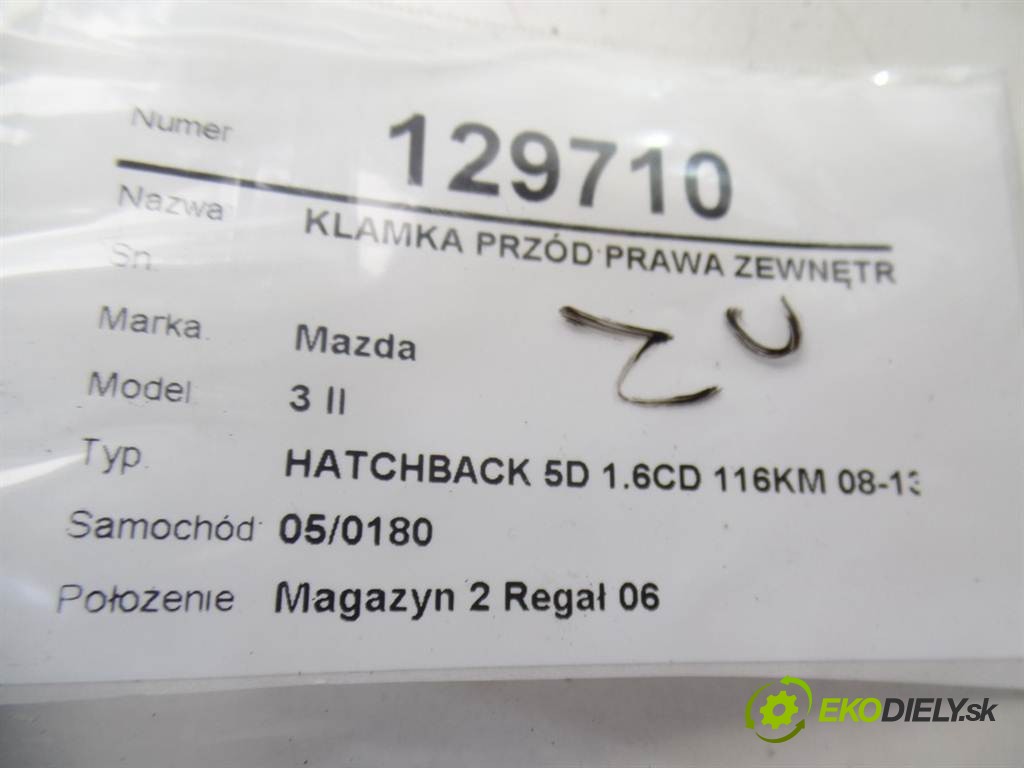 Numer 129710
Nazwa KLAMKA PRZÓD PRAWA ZEWNĘTR
Sn.
Marka. Mazda
Model. 3 II
Typ. HATCHBACK 5D 1.6CD 116KM 08-13
Samochód: 05/0180
Położenie Magazyn 2 Regał 06
EKODIELY.sk